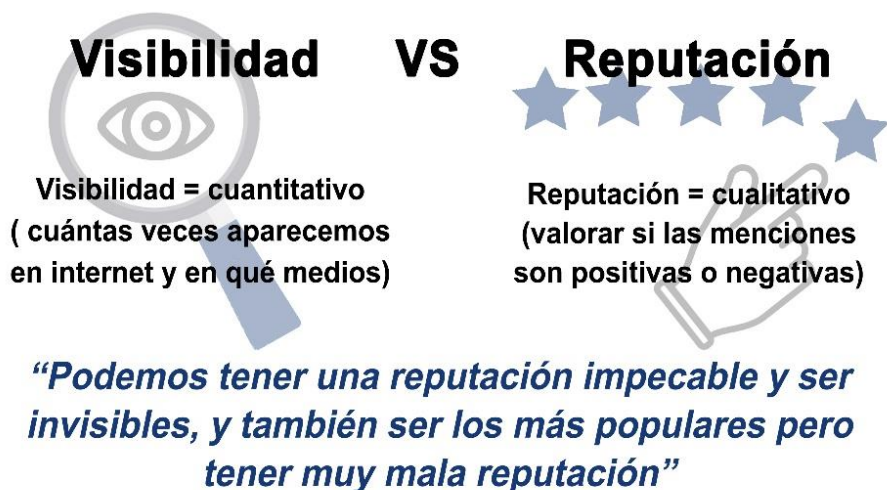 Visibilidad VS Reputación
Visibilidad = cuantitativo
( cuántas veces aparecemos
en internet y en qué medios)
Reputación = cualitativo
(valorar si las menciones
son positivas o negativas)
“Podemos tener una reputación impecable y ser
invisibles, y también ser los más populares pero
tener muy mala reputación”